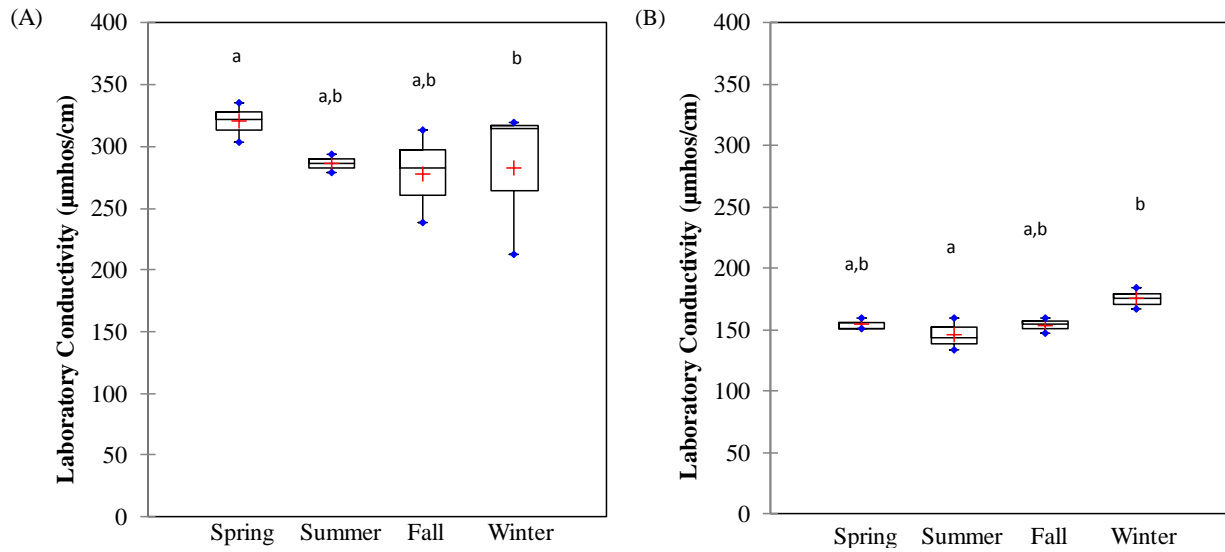 (A)
Laboratory Conductivity (µmhos/cm)
400
350
300
250
200
150
100
50
0
a
a,b
a,b
b
Spring
Summer
Fall
Winter
(B)
Laboratory Conductivity (µmhos/cm)
400
350
300
250
200
150
100
50
0
a,b
a
a,b
b
Spring
Summer
Fall
Winter